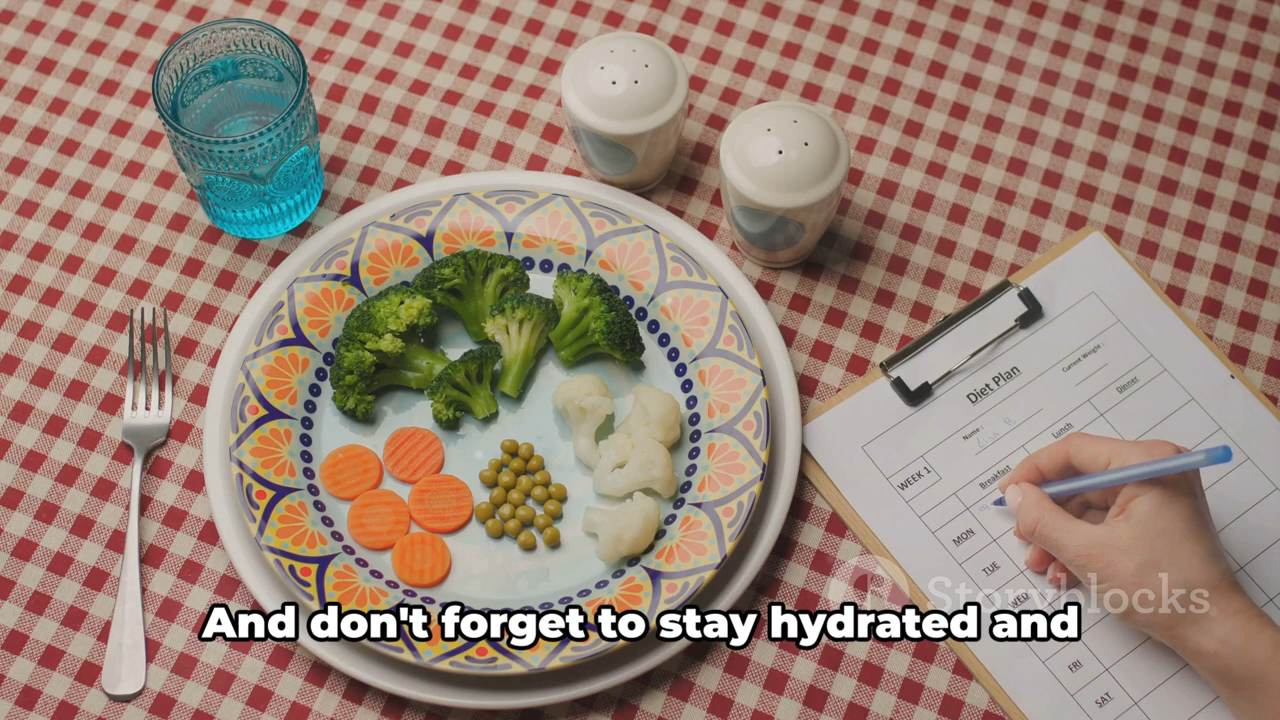 Diet Plan
Current Weight :
Name :
WEEK 1
Breakfast
Lunch
Dinner
MON
TUE
WED
FRI
SAT
Storyblocks
And don't forget to stay hydrated and